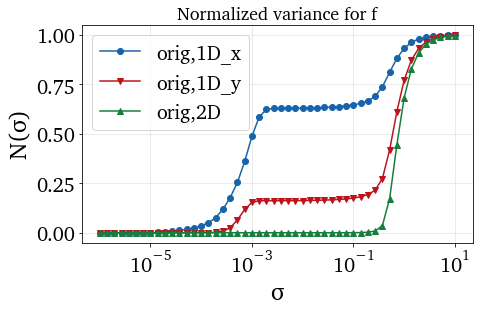 Normalized variance for f
N(σ)
1.00
0.75
0.50
0.25
0.00
orig,1D_x
orig,1D_y
orig,2D
10⁻⁵
10⁻³
10⁻¹
10¹
σ